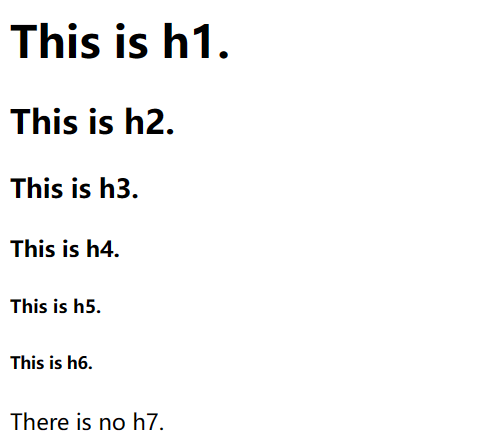 This is h1.
This is h2.
This is h3.
This is h4.
This is h5.
This is h6.
There is no h7.